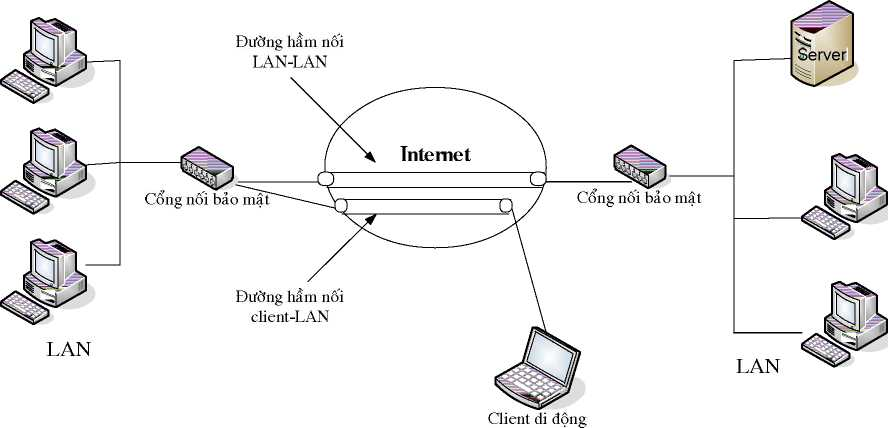 Đường hầm nối
LAN-LAN
Server
Internet
Cổng nối bảo mật
Cổng nối bảo mật
Đường hầm nối
client-LAN
LAN
LAN
Client di động